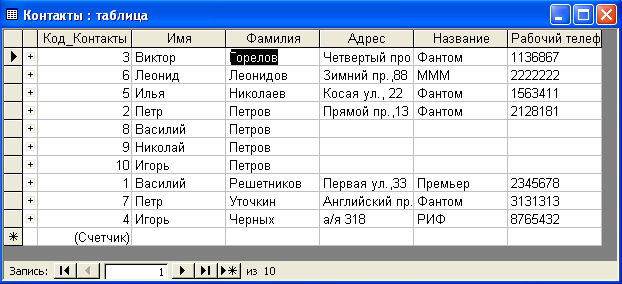 Контакты : таблица
Код_Контакты Имя Фамилия Адрес Название Рабочий телеф
3 Виктор Горелов Четвертый про Фантом 1136867
6 Леонид Леонидов Зимний пр.,88 МММ 2222222
5 Илья Николаев Косая ул., 22 Фантом 1563411
2 Петр Петров Прямой пр.,13 Фантом 2128181
8 Василий Петров
9 Николай Петров
10 Игорь Петров
1 Василий Решетников Первая ул.,33 Премьер 2345678
7 Петр Уточкин Английский пр. Фантом 3131313
4 Игорь Черных а/я 318 РИФ 8765432
(Счетчик)
Запись: 1 из 10